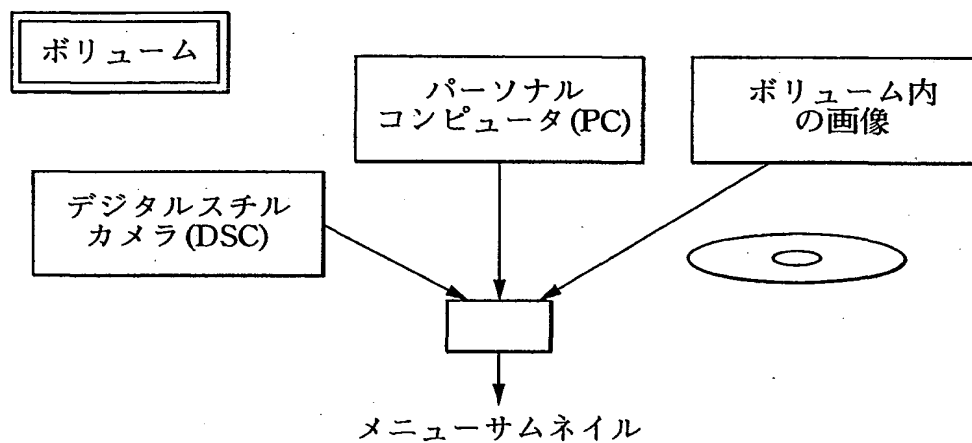 ボリューム
パーソナル
コンピュータ(PC)
ボリューム内
の画像
デジタルスチル
カメラ(DSC)
メニューサムネイル